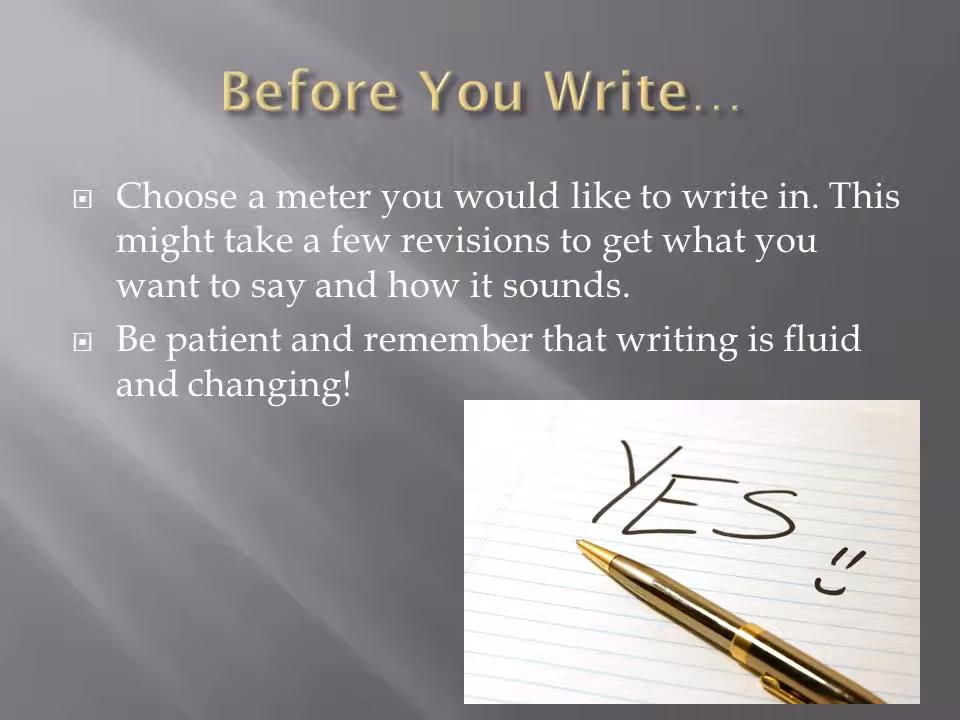 Before You Write…
Choose a meter you would like to write in. This
might take a few revisions to get what you
want to say and how it sounds.
Be patient and remember that writing is fluid
and changing!
YES